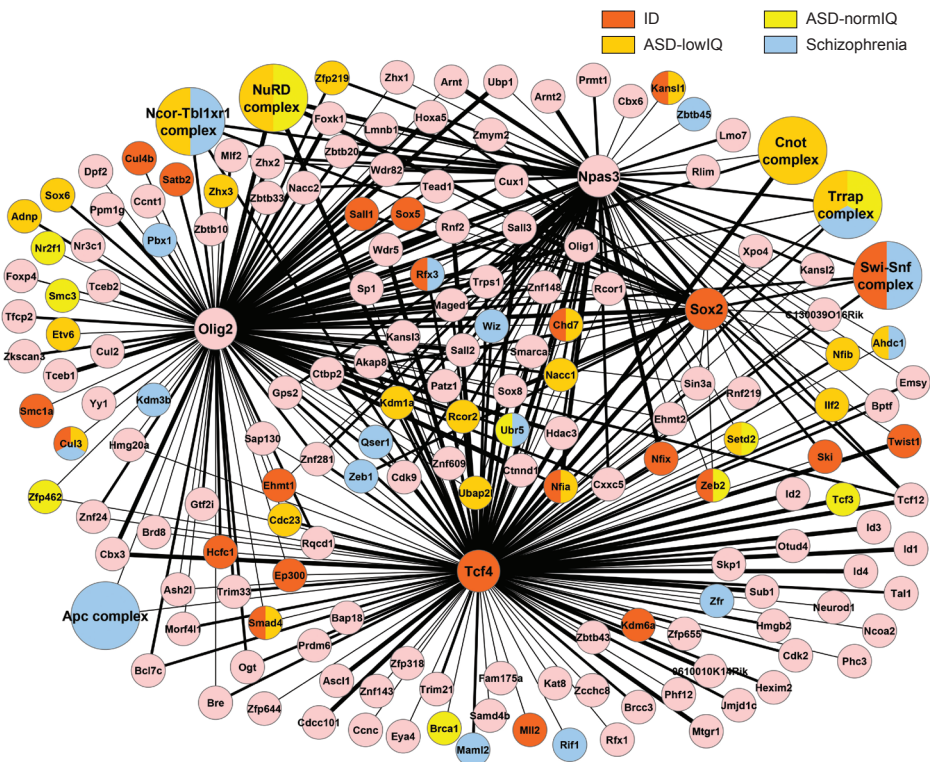 ID
ASD-normIQ
ASD-lowIQ
Schizophrenia
NuRD
complex
Zfp219
Zhx1
Arnt
Ubp1
Arnt2
Prmt1
Cbx6
Kansl1
Zbtb45
Ncor-Tbl1xr1
complex
Foxk1
Lmnb1
Hoxa5
Zmym2
Lmo7
Cnot
complex
Cul4b
Mlf2
Zhx2
Zbtb20
Wdr82
Npas3
Rlim
Dpf2
Satb2
Zhx3
Zbtb33
Nacc2
Tead1
Cux1
Trrap
complex
Sox6
Ccnt1
Adnp
Ppm1g
Pbx1
Zbtb10
Sall1
Sox5
Rnf2
Sall3
Nr2f1
Nr3c1
Wdr5
Olig1
Xpo4
Foxp4
Tceb2
Rfx3
Trps1
Znf148
Rcor1
Kansl2
Swi-Snf
complex
Smc3
Sp1
Maged1
Sox2
C130039O16Rik
Tfcp2
Olig2
Wiz
Chd7
Etv6
Kansl3
Sall2
Smarca5
Ahdc1
Zkscan3
Cul2
Akap8
Nfib
Tceb1
Ctbp2
Patz1
Nacc1
Sin3a
Emsy
Gps2
Sox8
Rnf219
Smc1a
Yy1
Kdm3b
Kdm1a
Rcor2
Ilf2
Bptf
Ubr5
Hdac3
Ehmt2
Cul3
Hmg20a
Sap130
Qser1
Setd2
Twist1
Znf281
Zeb1
Cdk9
Znf609
Ctnnd1
Nfix
Ski
Zfp462
Ehmt1
Ubap2l
Nfia
Cxxc5
Zeb2
Id2
Tcf3
Tcf12
Znf24
Gtf2i
Cdc23
Brd8
Id3
Cbx3
Hcfc1
Rqcd1
Otud4
Id1
Ep300
Tcf4
Skp1
Id4
Ash2l
Trim33
Sub1
Tal1
Apc complex
Zfr
Neurod1
Morf4l1
Smad4
Bap18
Kdm6a
Hmgb2
Ncoa2
Zbtb43
Zfp655
Prdm6
Cdk2
Phc3
Bcl7c
Ogt
Zfp318
0610010K14Rik
Ascl1
Fam175a
Kat8
Hexim2
Znf143
Trim21
Zcchc8
Phf12
Bre
Zfp644
Brcc3
Jmjd1c
Cdcc101
Samd4b
Ccnc
Brca1
Mll2
Mtgr1
Eya4
Maml2
Rif1
Rfx1